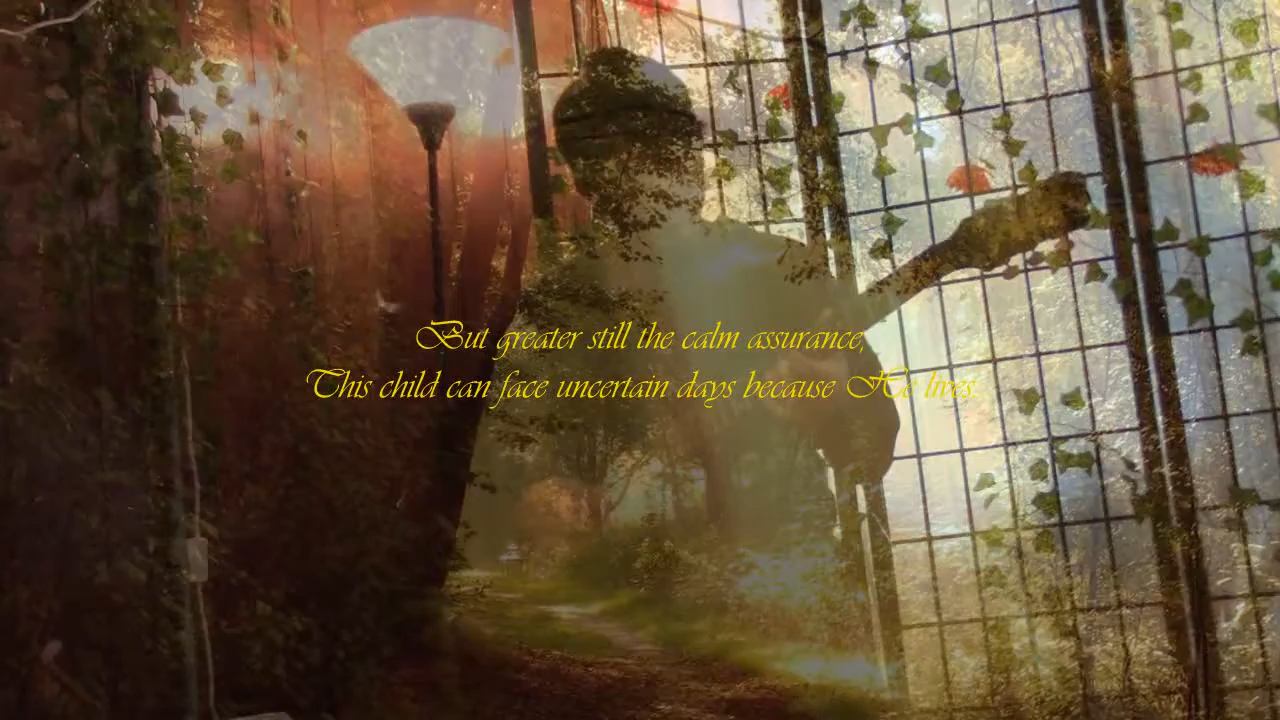 But greater still the calm assurance,
This child can face uncertain days because He lives.